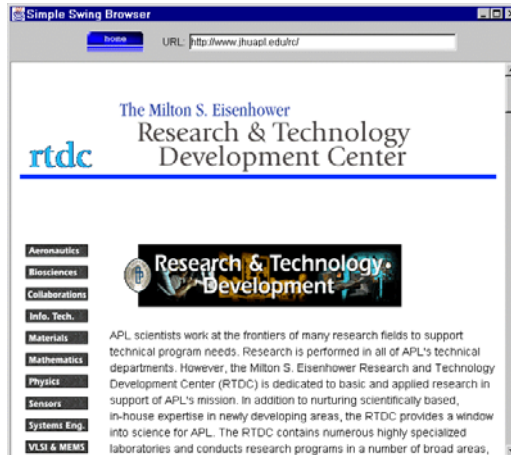 Simple Swing Browser
home
URL: http://www.jhuapl.edu/rc/
The Milton S. Eisenhower
Research & Technology
rtdc Development Center
Aeronautics
Biosciences
Collaborations
Info. Tech.
Materials
Mathematics
Physics
Sensors
Systems Eng.
VLSI & MEMS
Research & Technology
Development
APL scientists work at the frontiers of many research fields to support
technical program needs. Research is performed in all of APL's technical
departments. However, the Milton S. Eisenhower Research and Technology
Development Center (RTDC) is dedicated to basic and applied research in
support of APL's mission. In addition to nurturing scientifically based,
in-house expertise in newly developing areas, the RTDC provides a window
into science for APL. The RTDC contains numerous highly specialized
laboratories and conducts research programs in a number of broad areas,